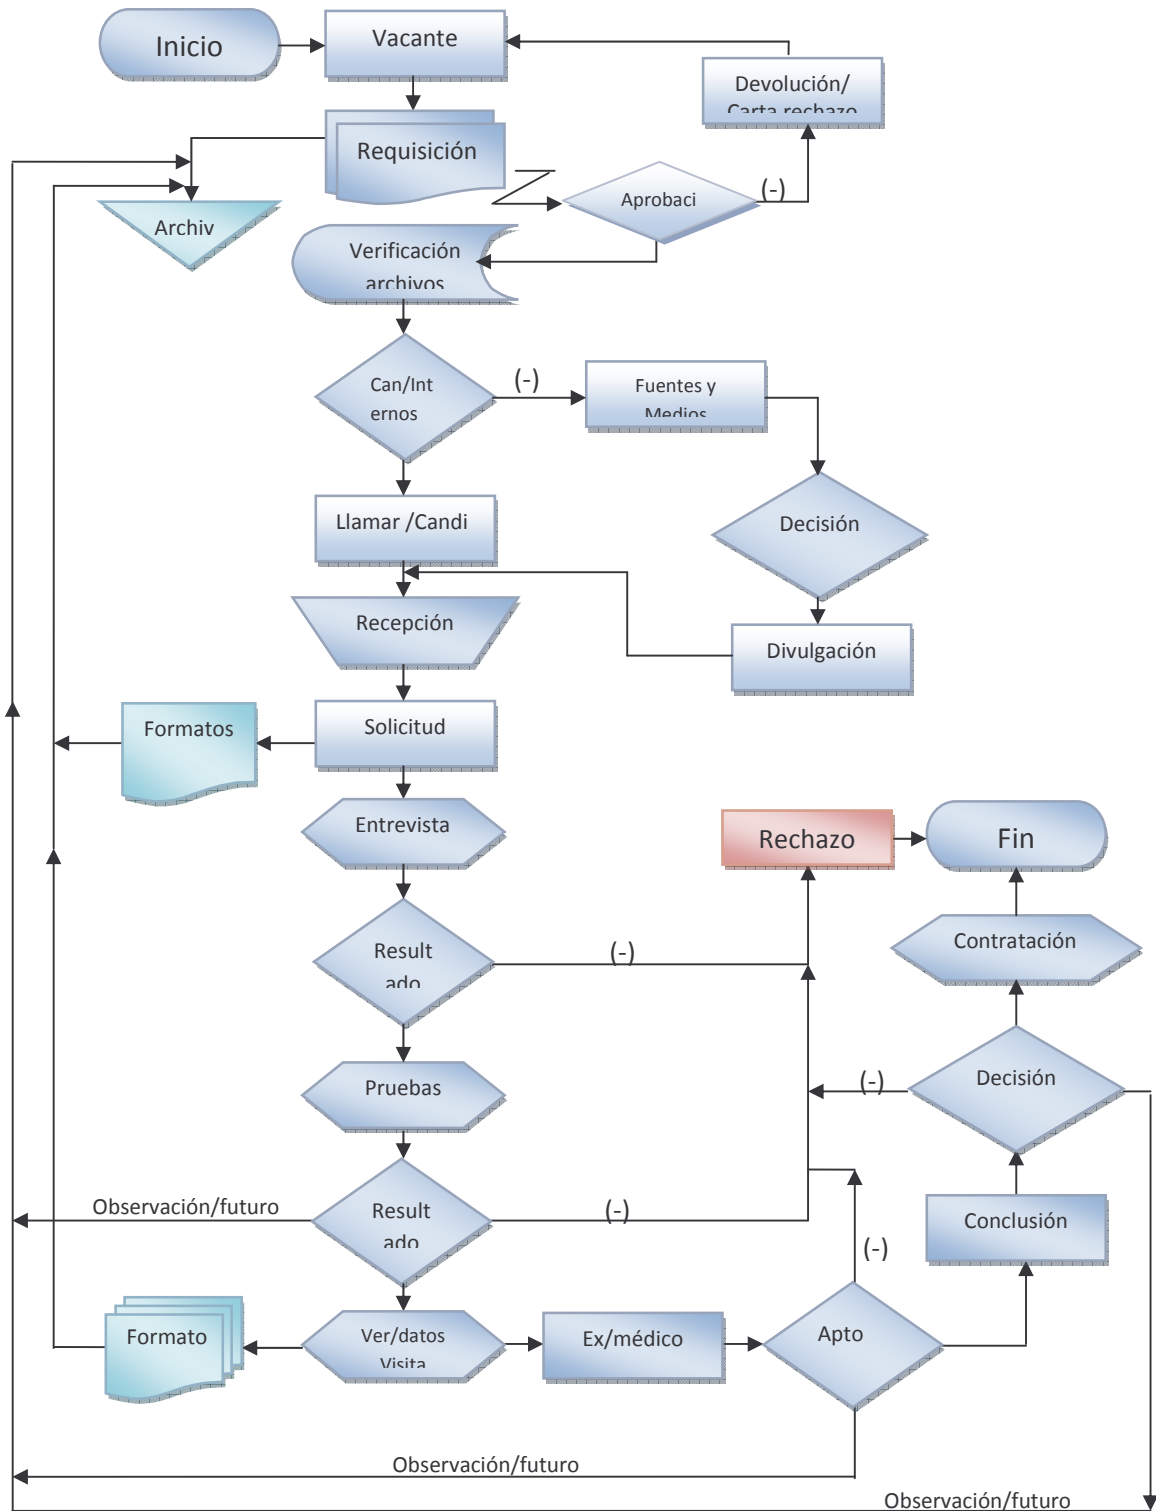 Inicio
Vacante
Devolución/
Carta rechazo
Requisición
Aprobaci
(-)
Archiv
Verificación
archivos
Can/Int
ernos
(-)
Fuentes y
Medios
Llamar /Candi
Decisión
Recepción
Divulgación
Solicitud
Formatos
Entrevista
Rechazo
Fin
Result
ado
(-)
Contratación
Pruebas
Decisión
(-)
Observación/futuro
Result
ado
(-)
Conclusión
(-)
Formato
Ver/datos
Visita
Ex/médico
Apto
Observación/futuro
Observación/futuro